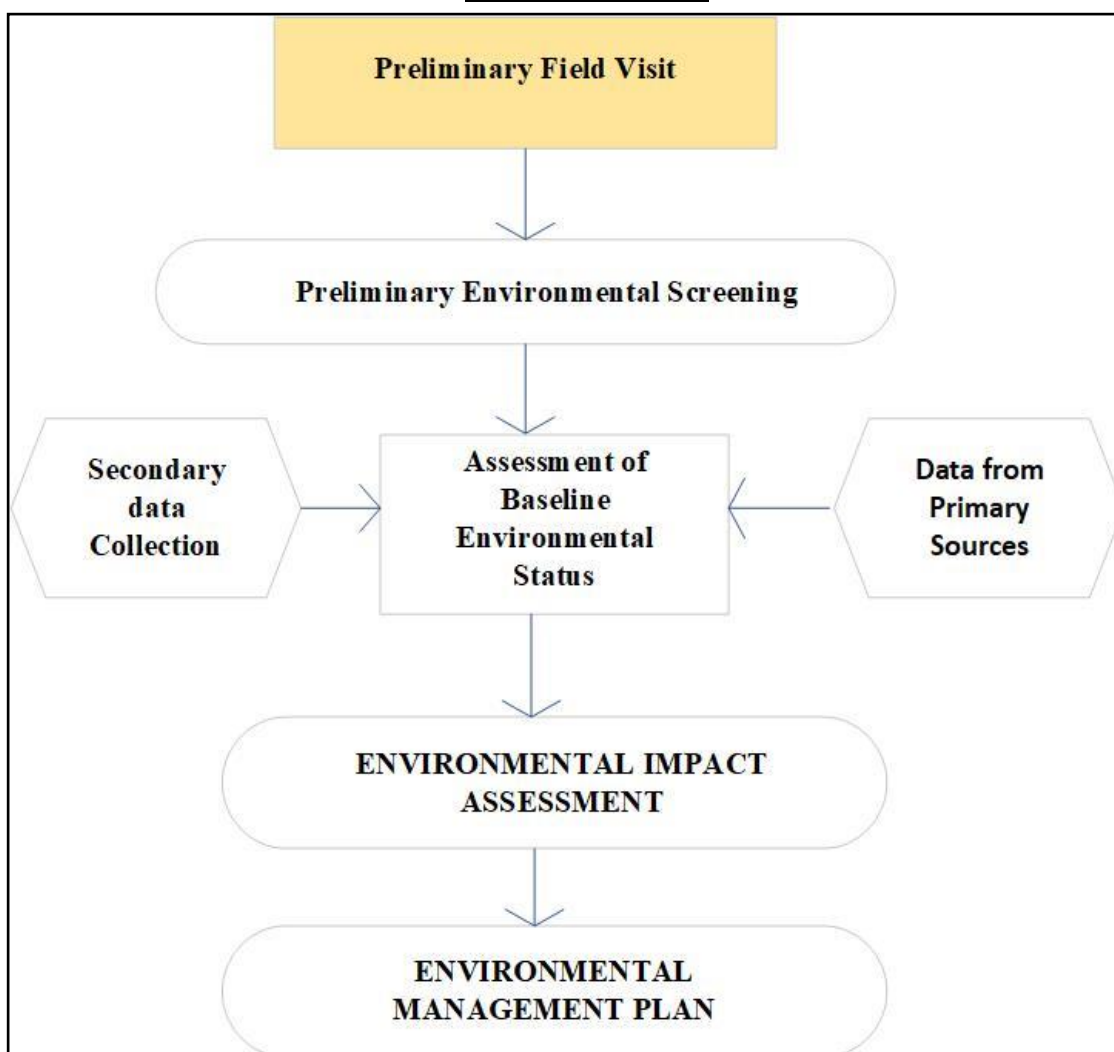 Preliminary Field Visit
Preliminary Environmental Screening
Secondary
data
Collection
Assessment of
Baseline
Environmental
Status
Data from
Primary
Sources
ENVIRONMENTAL IMPACT
ASSESSMENT
ENVIRONMENTAL
MANAGEMENT PLAN